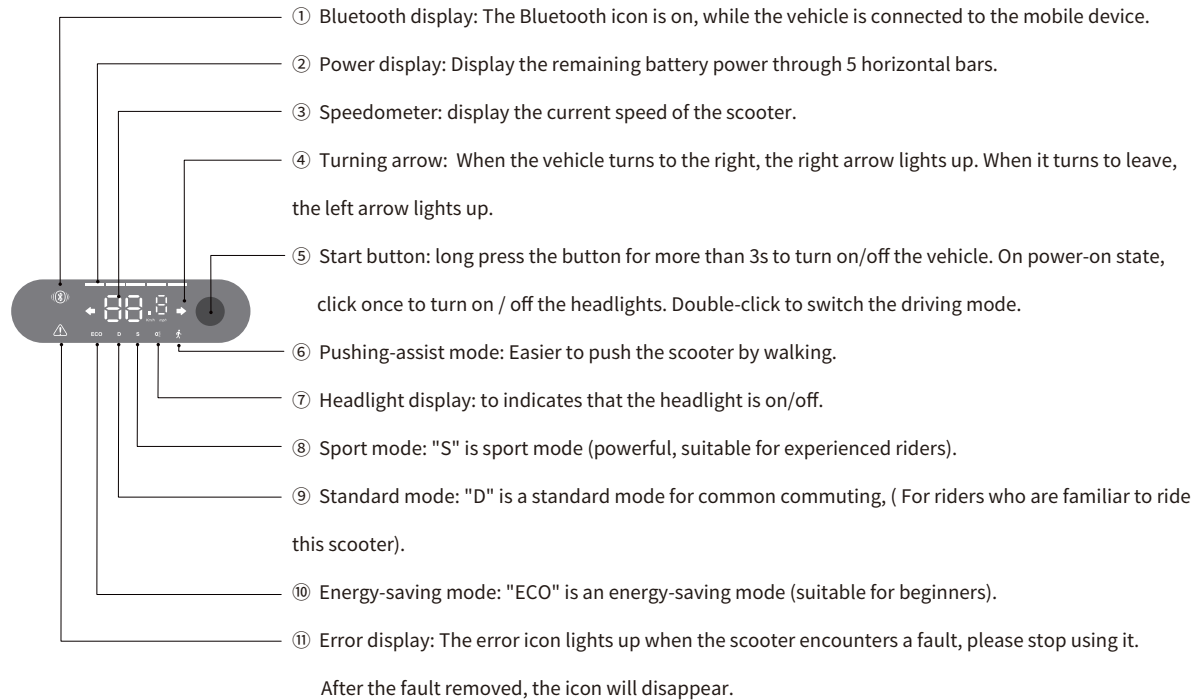 ① Bluetooth display: The Bluetooth icon is on, while the vehicle is connected to the mobile device.
② Power display: Display the remaining battery power through 5 horizontal bars.
③ Speedometer: display the current speed of the scooter.
④ Turning arrow: When the vehicle turns to the right, the right arrow lights up. When it turns to leave,
the left arrow lights up.
⑤ Start button: long press the button for more than 3s to turn on/off the vehicle. On power-on state,
click once to turn on / off the headlights. Double-click to switch the driving mode.
88.8
ECO D S
⑥ Pushing-assist mode: Easier to push the scooter by walking.
⑦ Headlight display: to indicates that the headlight is on/off.
⑧ Sport mode: "S" is sport mode (powerful, suitable for experienced riders).
⑨ Standard mode: "D" is a standard mode for common commuting, ( For riders who are familiar to ride
this scooter).
⑩ Energy-saving mode: "ECO" is an energy-saving mode (suitable for beginners).
⑪ Error display: The error icon lights up when the scooter encounters a fault, please stop using it.
After the fault removed, the icon will disappear.